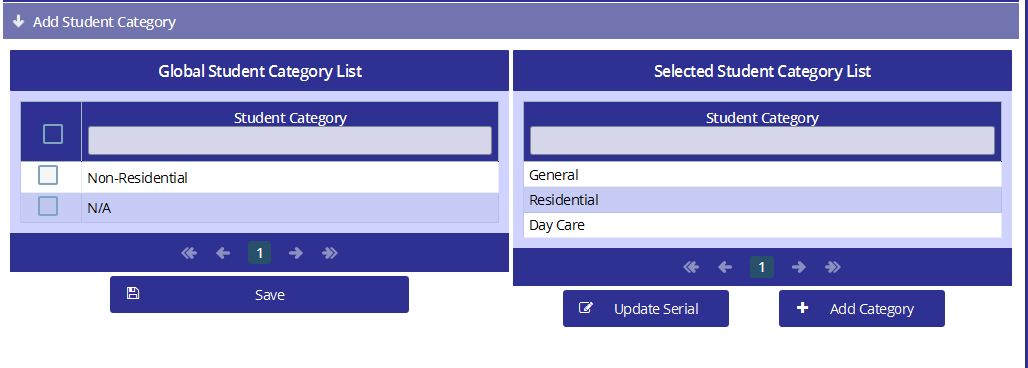 Add Student Category
Global Student Category List
Student Category
Non-Residential
N/A
1
Save
Selected Student Category List
Student Category
General
Residential
Day Care
1
Update Serial
Add Category